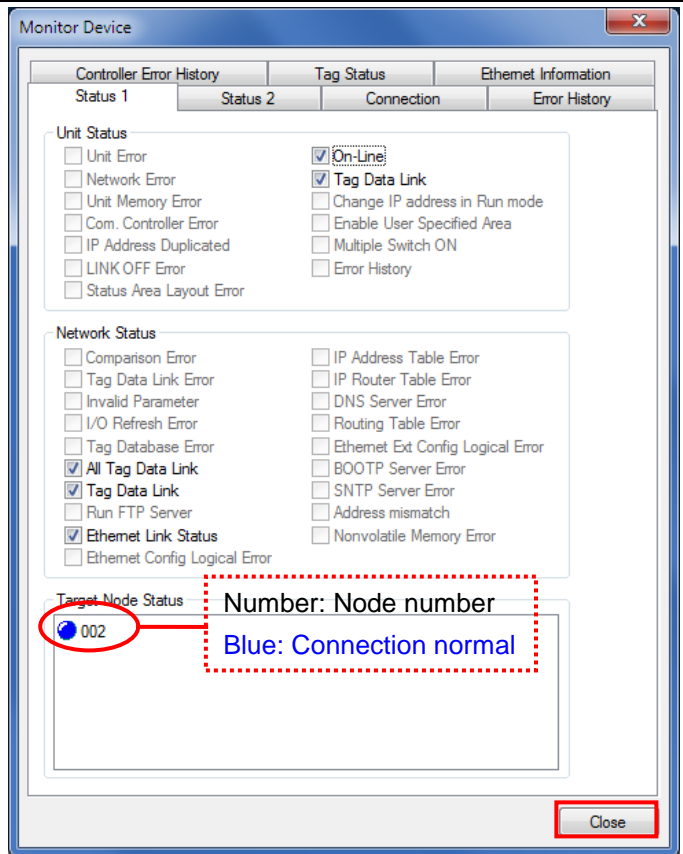 Monitor Device
Controller Error History Tag Status Ethernet Information
Status 1 Status 2 Connection Error History
Unit Status
Unit Error
Network Error
Unit Memory Error
Com. Controller Error
IP Address Duplicated
LINK OFF Error
Status Area Layout Error
On-Line
Tag Data Link
Change IP address in Run mode
Enable User Specified Area
Multiple Switch ON
Error History
Network Status
Comparison Error
Tag Data Link Error
Invalid Parameter
I/O Refresh Error
Tag Database Error
All Tag Data Link
Tag Data Link
Run FTP Server
Ethernet Link Status
Ethernet Config Logical Error
IP Address Table Error
IP Router Table Error
DNS Server Error
Routing Table Error
Ethernet Ext Config Logical Error
BOOTP Server Error
SNTP Server Error
Address mismatch
Nonvolatile Memory Error
Target Node Status
002
Number: Node number
Blue: Connection normal
Close